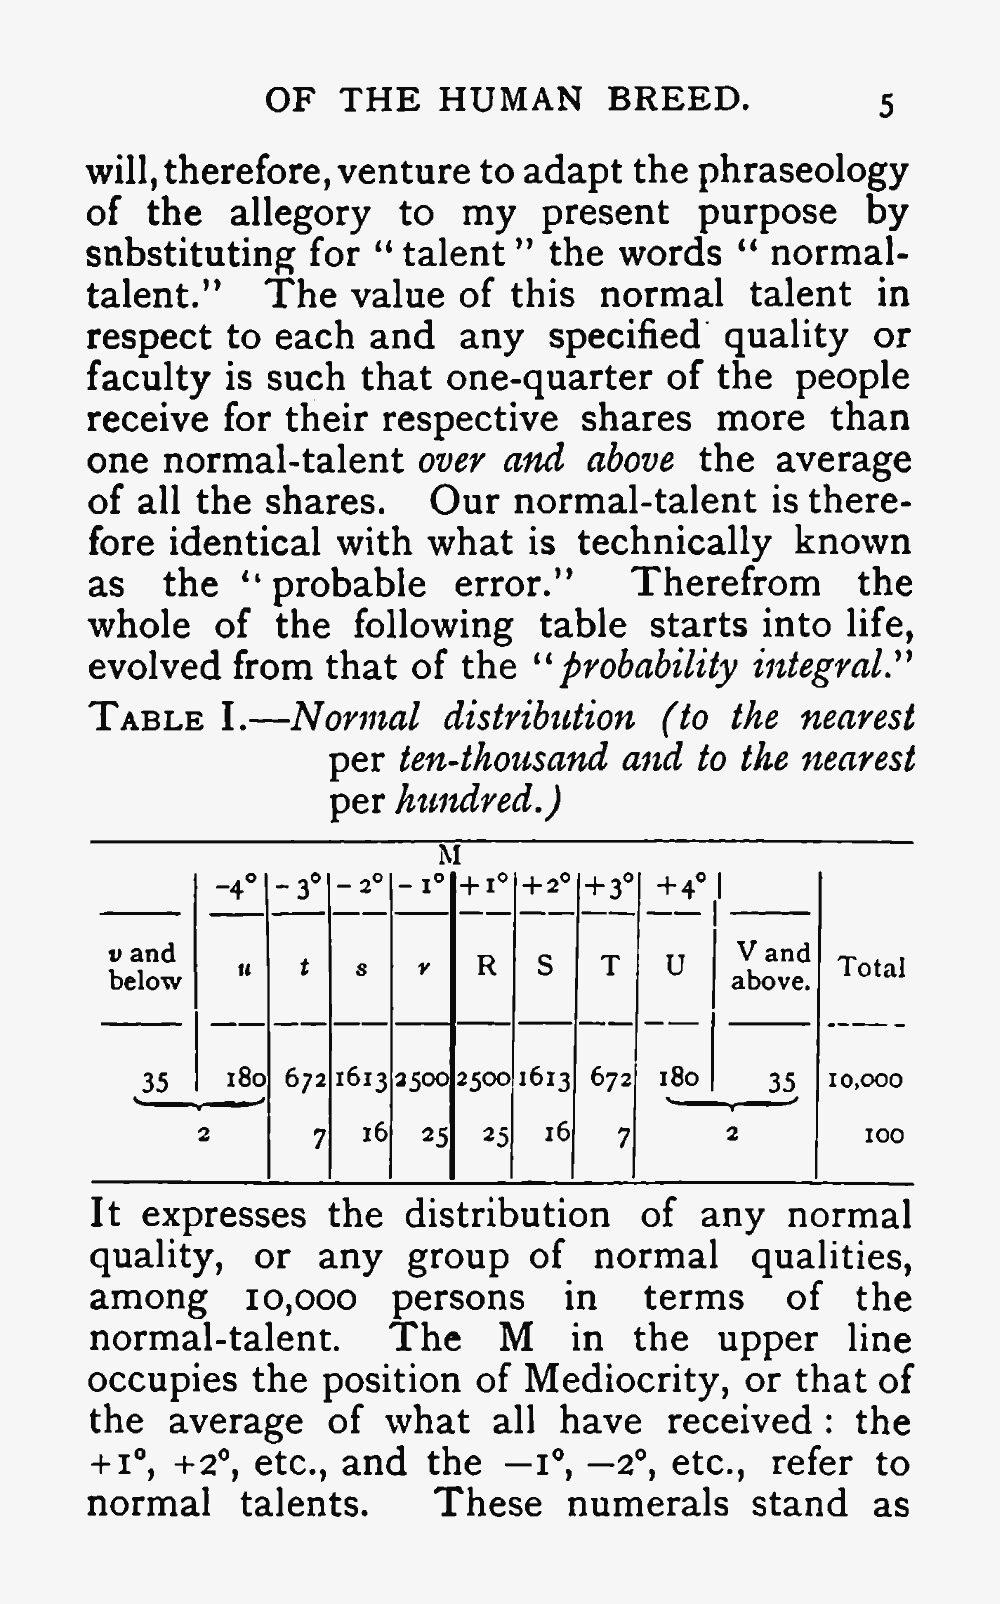 OF THE HUMAN BREED. 5
will, therefore, venture to adapt the phraseology
of the allegory to my present purpose by
snbstituting for “ talent ” the words “ normal-
talent.” The value of this normal talent in
respect to each and any specified quality or
faculty is such that one-quarter of the people
receive for their respective shares more than
one normal-talent over and above the average
of all the shares. Our normal-talent is there-
fore identical with what is technically known
as the “ probable error.” Therefrom the
whole of the following table starts into life,
evolved from that of the “ probability integral.”
TABLE I.—Normal distribution (to the nearest
per ten-thousand and to the nearest
per hundred.)
M
−4° −3° −2° −1° +1° +2° +3° +4°
v and
below u t s r R S T U V and
above. Total
35 180 672 1613 2500 2500 1613 672 180 35 10,000
2 7 16 25 25 16 7 2 100
It expresses the distribution of any normal
quality, or any group of normal qualities,
among 10,000 persons in terms of the
normal-talent. The M in the upper line
occupies the position of Mediocrity, or that of
the average of what all have received : the
+1°, +2°, etc., and the −1°, −2°, etc., refer to
normal talents. These numerals stand as